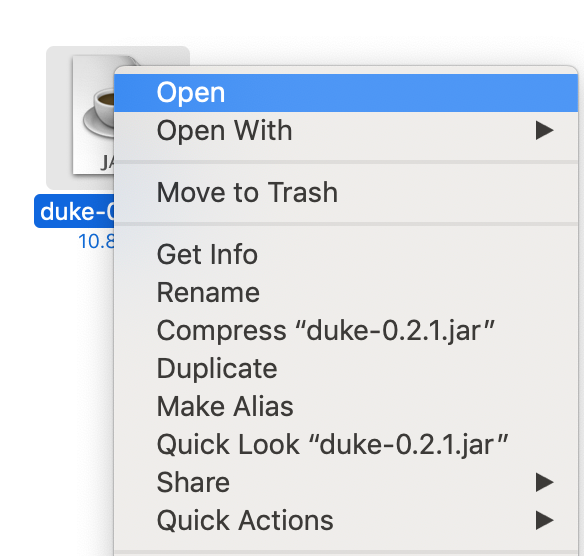 Open
Open With
JA
duke-0
10.8
Move to Trash
Get Info
Rename
Compress “duke-0.2.1.jar”
Duplicate
Make Alias
Quick Look “duke-0.2.1.jar”
Share
Quick Actions